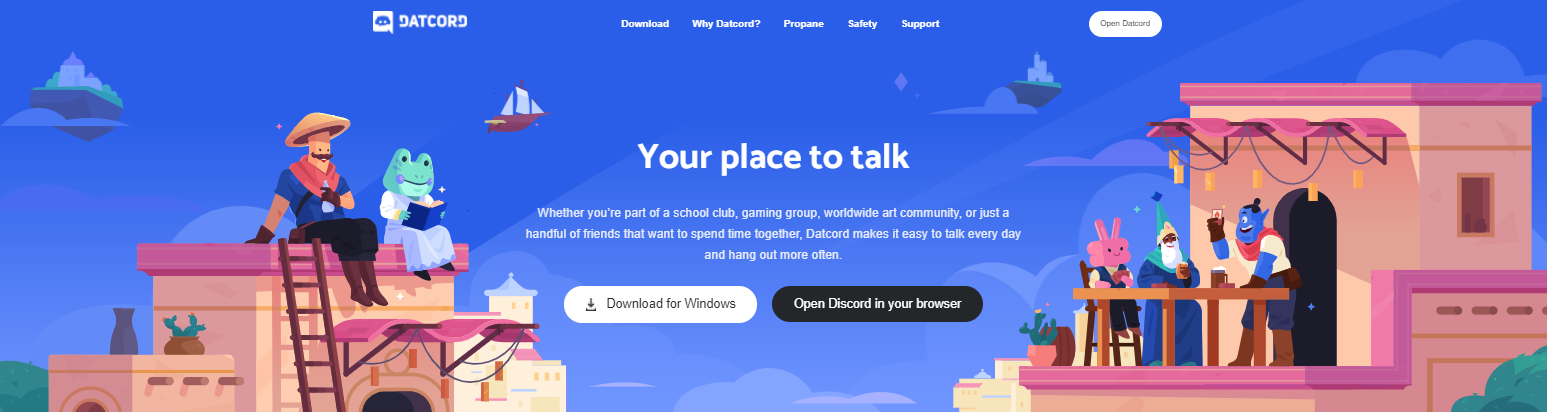 DATCORD
Download Why Datcord? Propane Safety Support
Open Datcord
Your place to talk
Whether you're part of a school club, gaming group, worldwide art community, or just a
handful of friends that want to spend time together, Datcord makes it easy to talk every day
and hang out more often.
Download for Windows
Open Discord in your browser